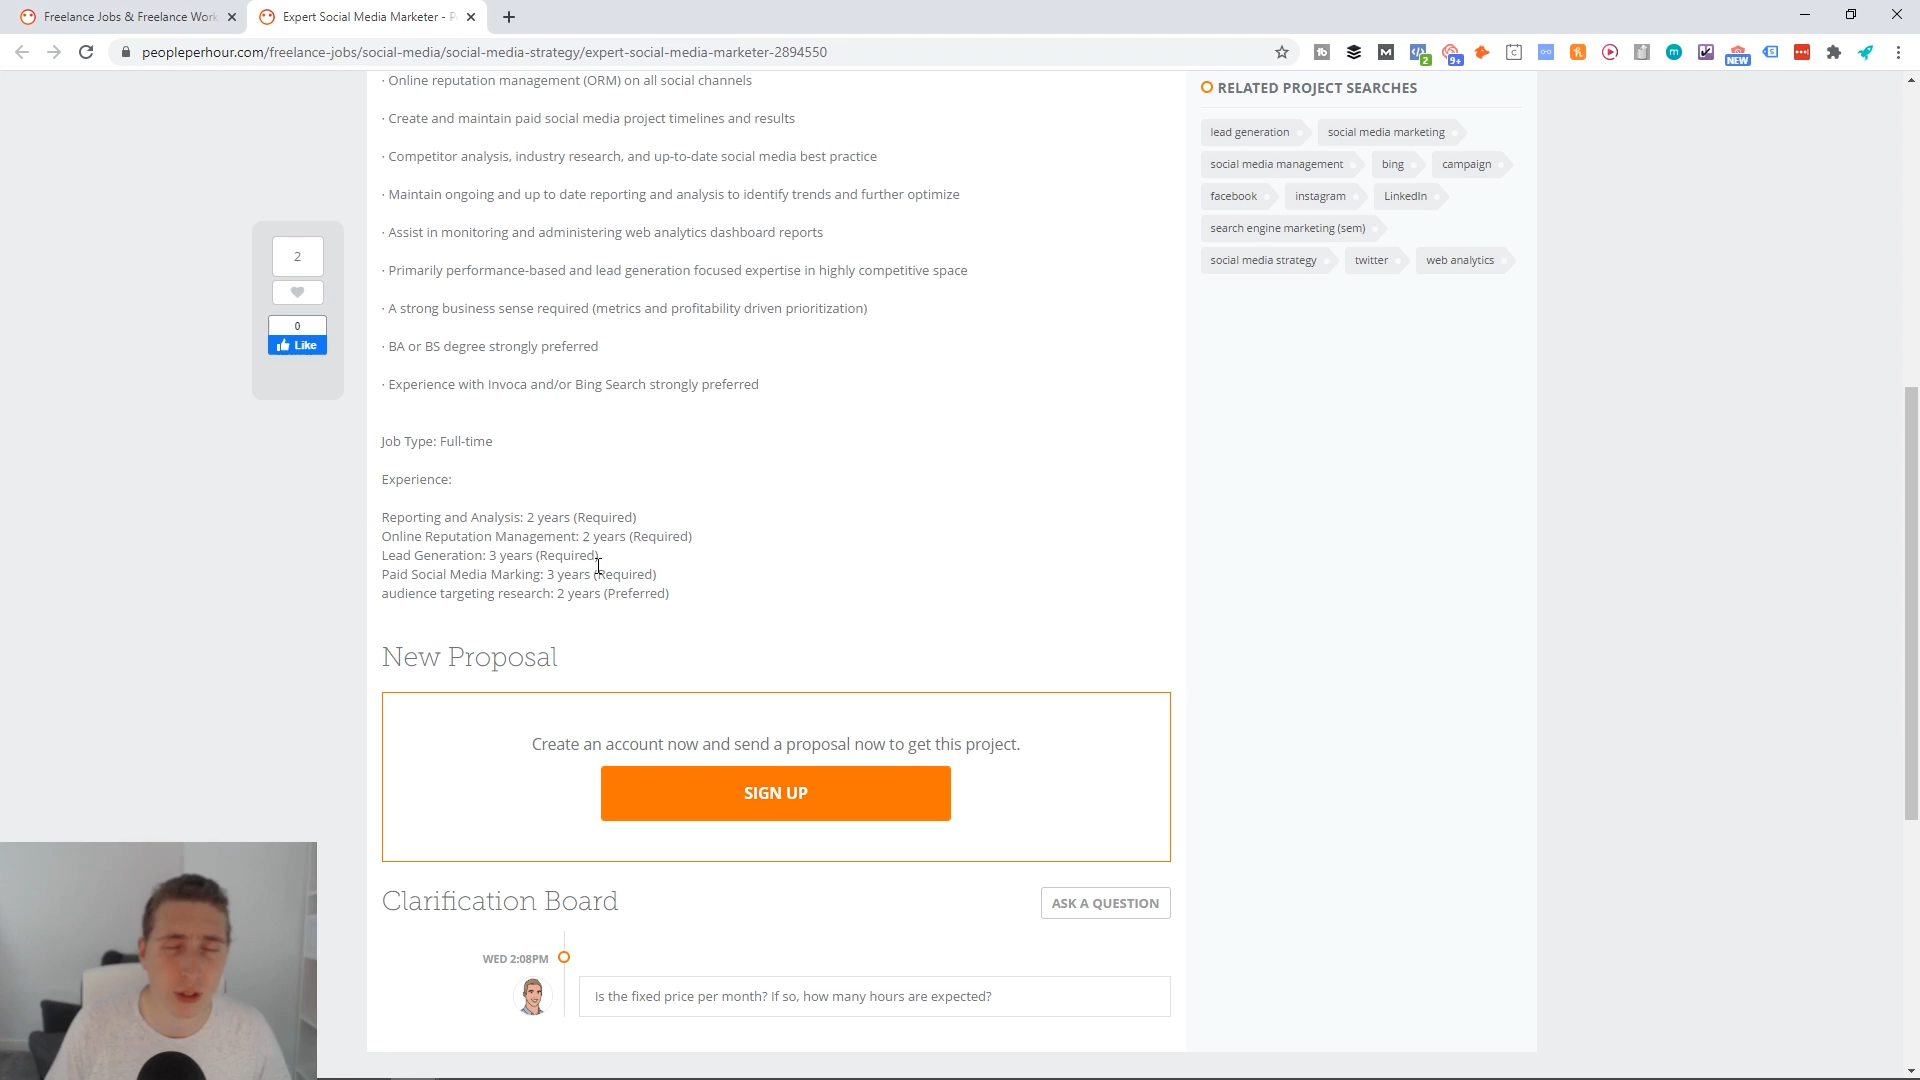 Freelance Jobs & Freelance Work
Expert Social Media Marketer - P
peopleperhour.com/freelance-jobs/social-media/social-media-strategy/expert-social-media-marketer-2894550
2
9+
NEW
· Online reputation management (ORM) on all social channels
· Create and maintain paid social media project timelines and results
· Competitor analysis, industry research, and up-to-date social media best practice
· Maintain ongoing and up to date reporting and analysis to identify trends and further optimize
· Assist in monitoring and administering web analytics dashboard reports
· Primarily performance-based and lead generation focused expertise in highly competitive space
· A strong business sense required (metrics and profitability driven prioritization)
· BA or BS degree strongly preferred
· Experience with Invoca and/or Bing Search strongly preferred
2
0
Like
Job Type: Full-time
Experience:
Reporting and Analysis: 2 years (Required)
Online Reputation Management: 2 years (Required)
Lead Generation: 3 years (Required)
Paid Social Media Marking: 3 years (Required)
audience targeting research: 2 years (Preferred)
New Proposal
Create an account now and send a proposal now to get this project.
SIGN UP
Clarification Board
ASK A QUESTION
WED 2:08PM
Is the fixed price per month? If so, how many hours are expected?
RELATED PROJECT SEARCHES
lead generation
social media marketing
social media management
bing
campaign
facebook
instagram
LinkedIn
search engine marketing (sem)
social media strategy
twitter
web analytics